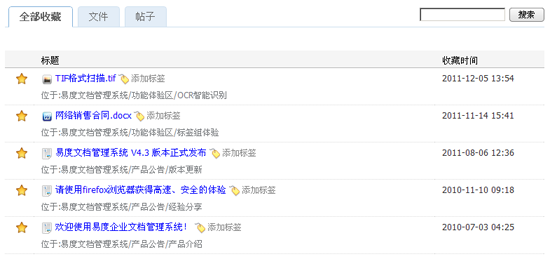 全部收藏 文件 帖子 搜索
标题 收藏时间
TIF格式扫描.tif 添加标签 2011-12-05 13:54
位于:易度文档管理系统/功能体验区/OCR智能识别
网络销售合同.docx 添加标签 2011-11-14 15:41
位于:易度文档管理系统/功能体验区/标签组体验
易度文档管理系统 V4.3 版本正式发布 添加标签 2011-08-06 12:36
位于:易度文档管理系统/产品公告/版本更新
请使用firefox浏览器获得高速、安全的体验 添加标签 2010-11-10 09:18
位于:易度文档管理系统/产品公告/经验分享
欢迎使用易度企业文档管理系统! 添加标签 2010-07-03 04:25
位于:易度文档管理系统/产品公告/产品介绍